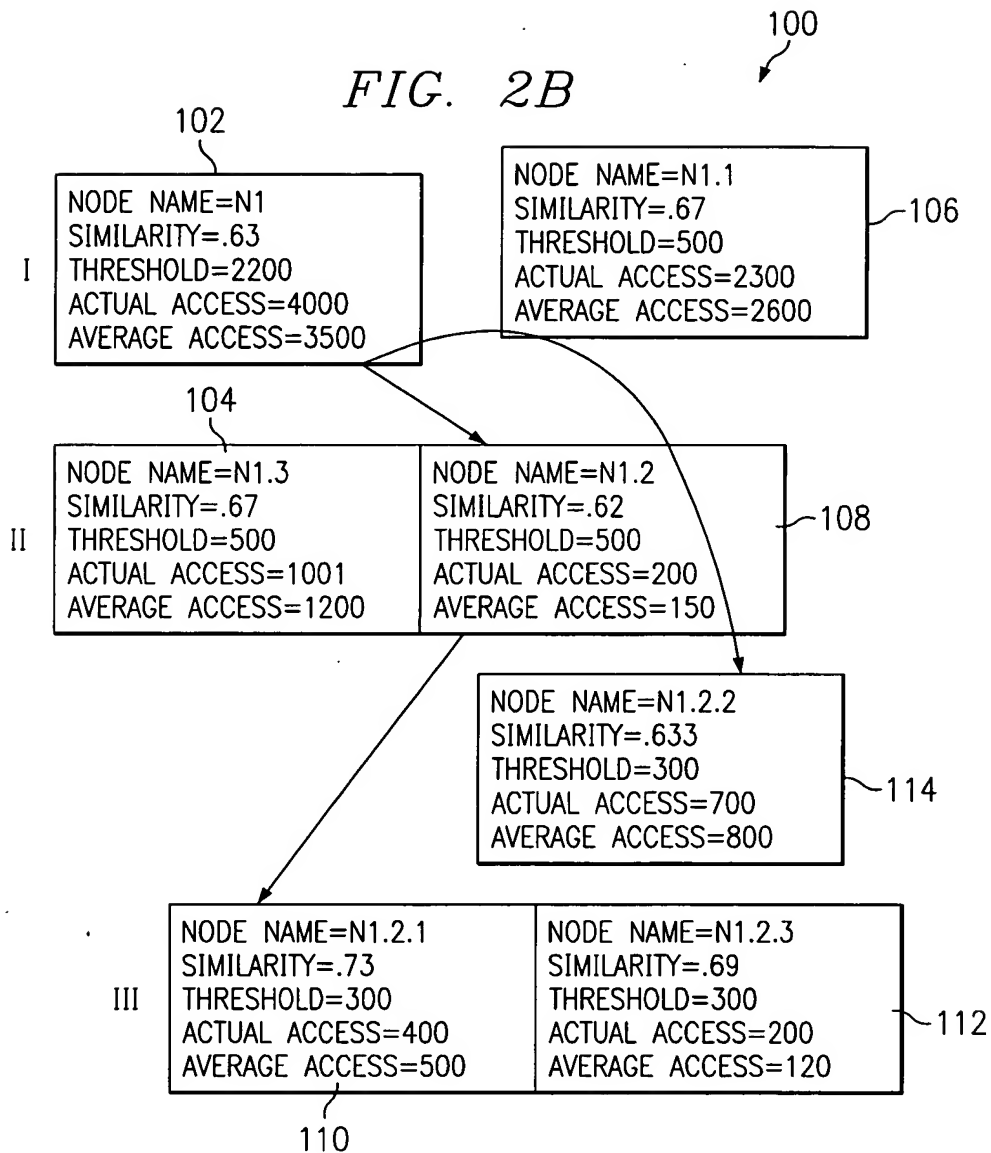 100
FIG. 2B
102
NODE NAME=N1
SIMILARITY=.63
THRESHOLD=2200
ACTUAL ACCESS=4000
AVERAGE ACCESS=3500
I
NODE NAME=N1.1
SIMILARITY=.67
THRESHOLD=500
ACTUAL ACCESS=2300
AVERAGE ACCESS=2600
106
104
NODE NAME=N1.3
SIMILARITY=.67
THRESHOLD=500
ACTUAL ACCESS=1001
AVERAGE ACCESS=1200
II
NODE NAME=N1.2
SIMILARITY=.62
THRESHOLD=500
ACTUAL ACCESS=200
AVERAGE ACCESS=150
108
NODE NAME=N1.2.2
SIMILARITY=.633
THRESHOLD=300
ACTUAL ACCESS=700
AVERAGE ACCESS=800
114
NODE NAME=N1.2.1
SIMILARITY=.73
THRESHOLD=300
ACTUAL ACCESS=400
AVERAGE ACCESS=500
III
NODE NAME=N1.2.3
SIMILARITY=.69
THRESHOLD=300
ACTUAL ACCESS=200
AVERAGE ACCESS=120
112
110